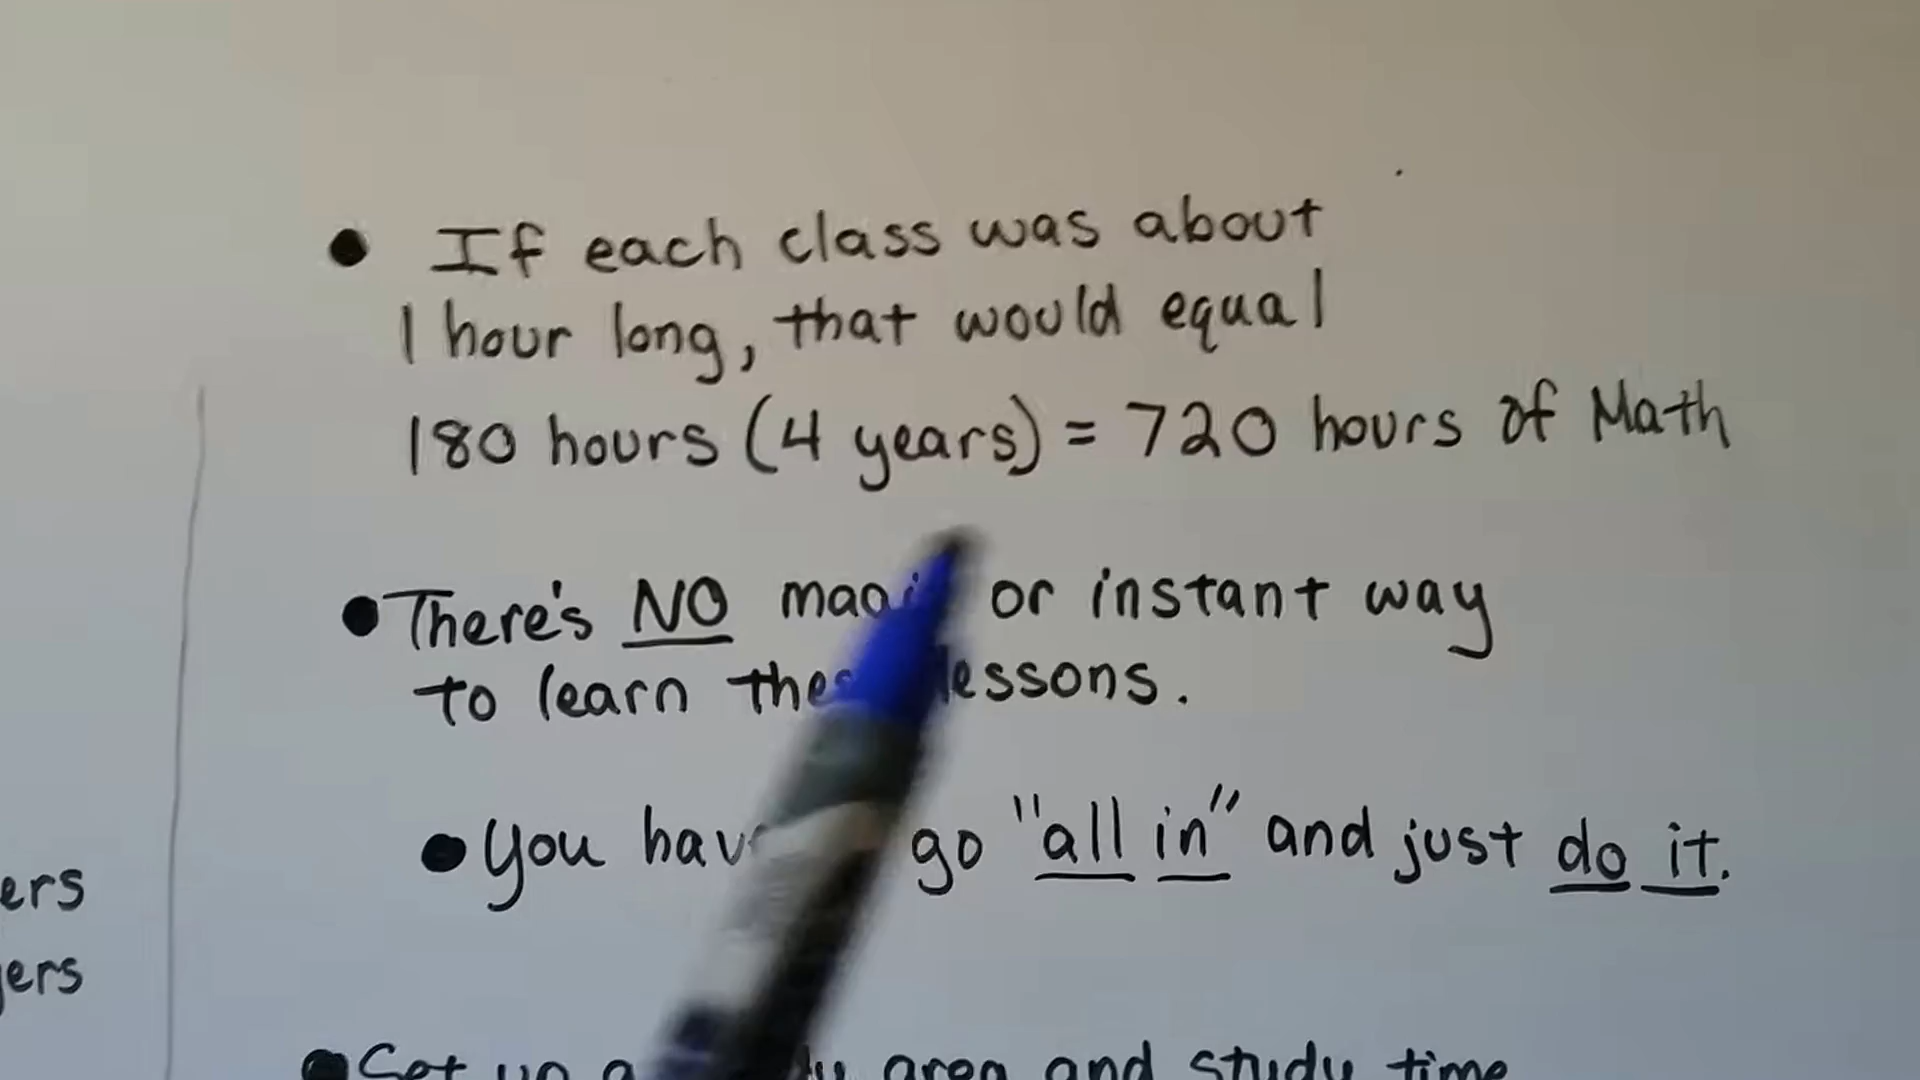 • If each class was about
1 hour long, that would equal
180 hours (4 years) = 720 hours of Math
• There's NO or instant way
to learn lessons.
• You go "all in" and just do it.
area and study time
ers